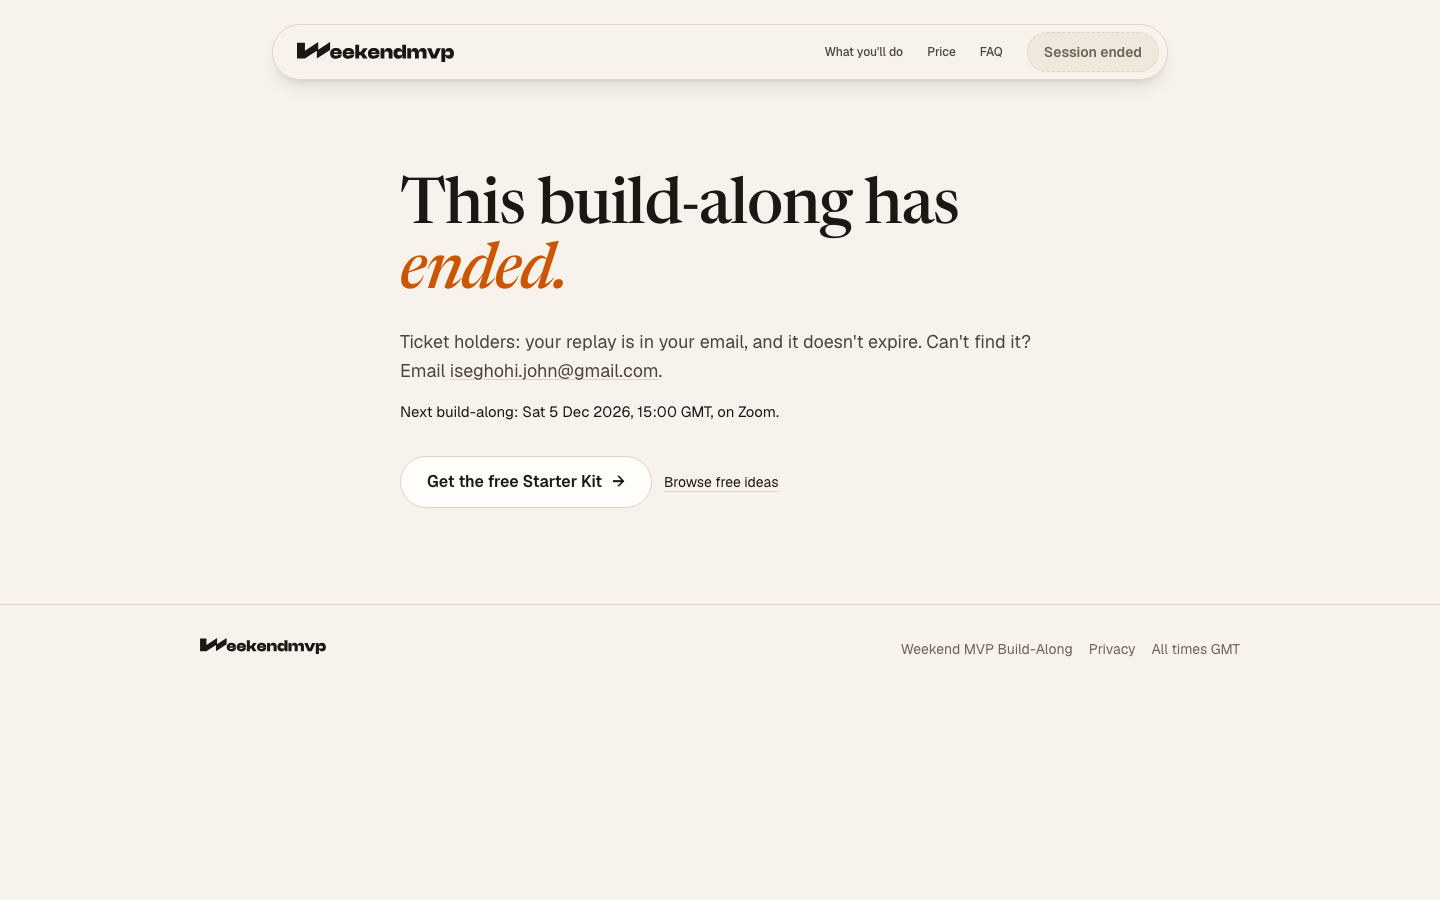 Weekendmvp
What you'll do
Price
FAQ
Session ended
This build-along has
ended.
Ticket holders: your replay is in your email, and it doesn't expire. Can't find it?
Email iseghohi.john@gmail.com.
Next build-along: Sat 5 Dec 2026, 15:00 GMT, on Zoom.
Get the free Starter Kit →
Browse free ideas
Weekendmvp
Weekend MVP Build-Along
Privacy
All times GMT